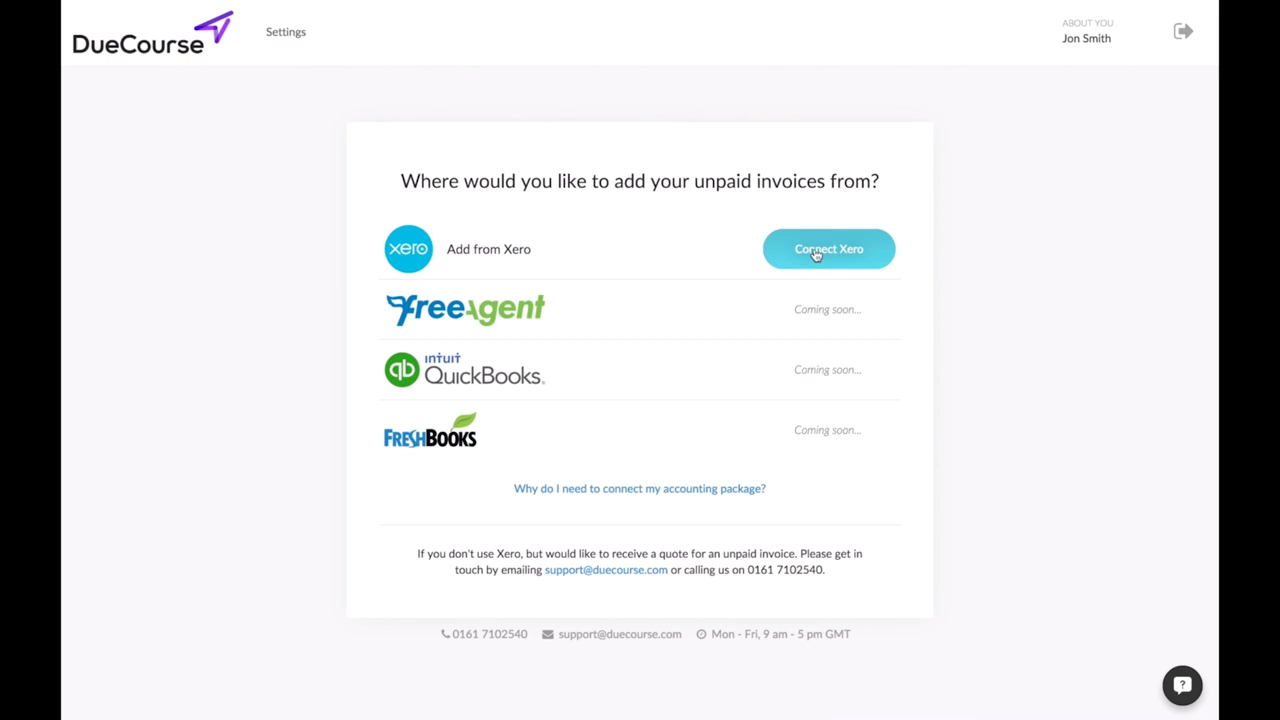 DueCourse
Settings
ABOUT YOU
Jon Smith
Where would you like to add your unpaid invoices from?
xero
Add from Xero
Connect Xero
freeagent
Coming soon...
qb
intuit
QuickBooks.
Coming soon...
FRESHBOOKS
Coming soon...
Why do I need to connect my accounting package?
If you don't use Xero, but would like to receive a quote for an unpaid invoice. Please get in
touch by emailing support@duecourse.com or calling us on 0161 7102540.
0161 7102540 support@duecourse.com Mon - Fri, 9 am - 5 pm GMT
?